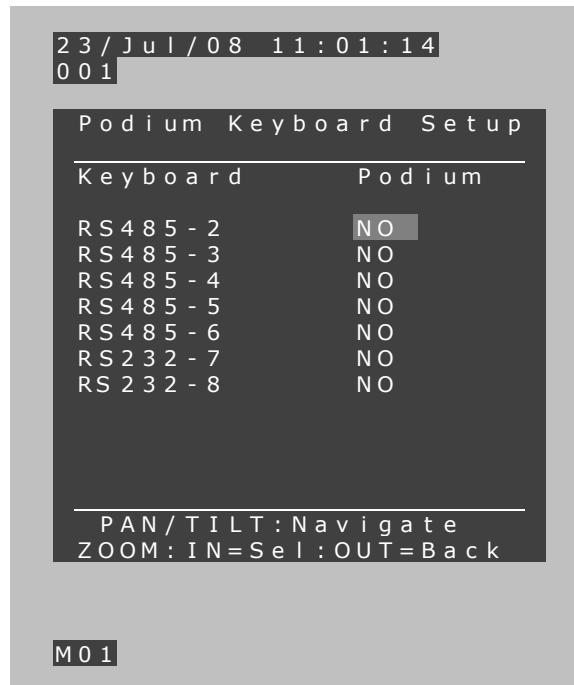 23/Jul/08 11:01:14
001
Podium Keyboard Setup
Keyboard Podium
RS485-2 NO
RS485-3 NO
RS485-4 NO
RS485-5 NO
RS485-6 NO
RS232-7 NO
RS232-8 NO
PAN/TILT:Navigate
ZOOM:IN=Sel:OUT=Back
M01